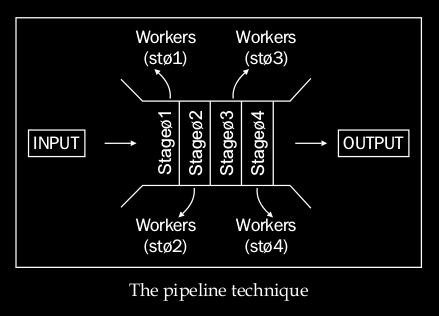 Workers
(stø1)
Workers
(stø3)
INPUT
Stageø1
Stageø2
Stageø3
Stageø4
OUTPUT
Workers
(stø2)
Workers
(stø4)
The pipeline technique